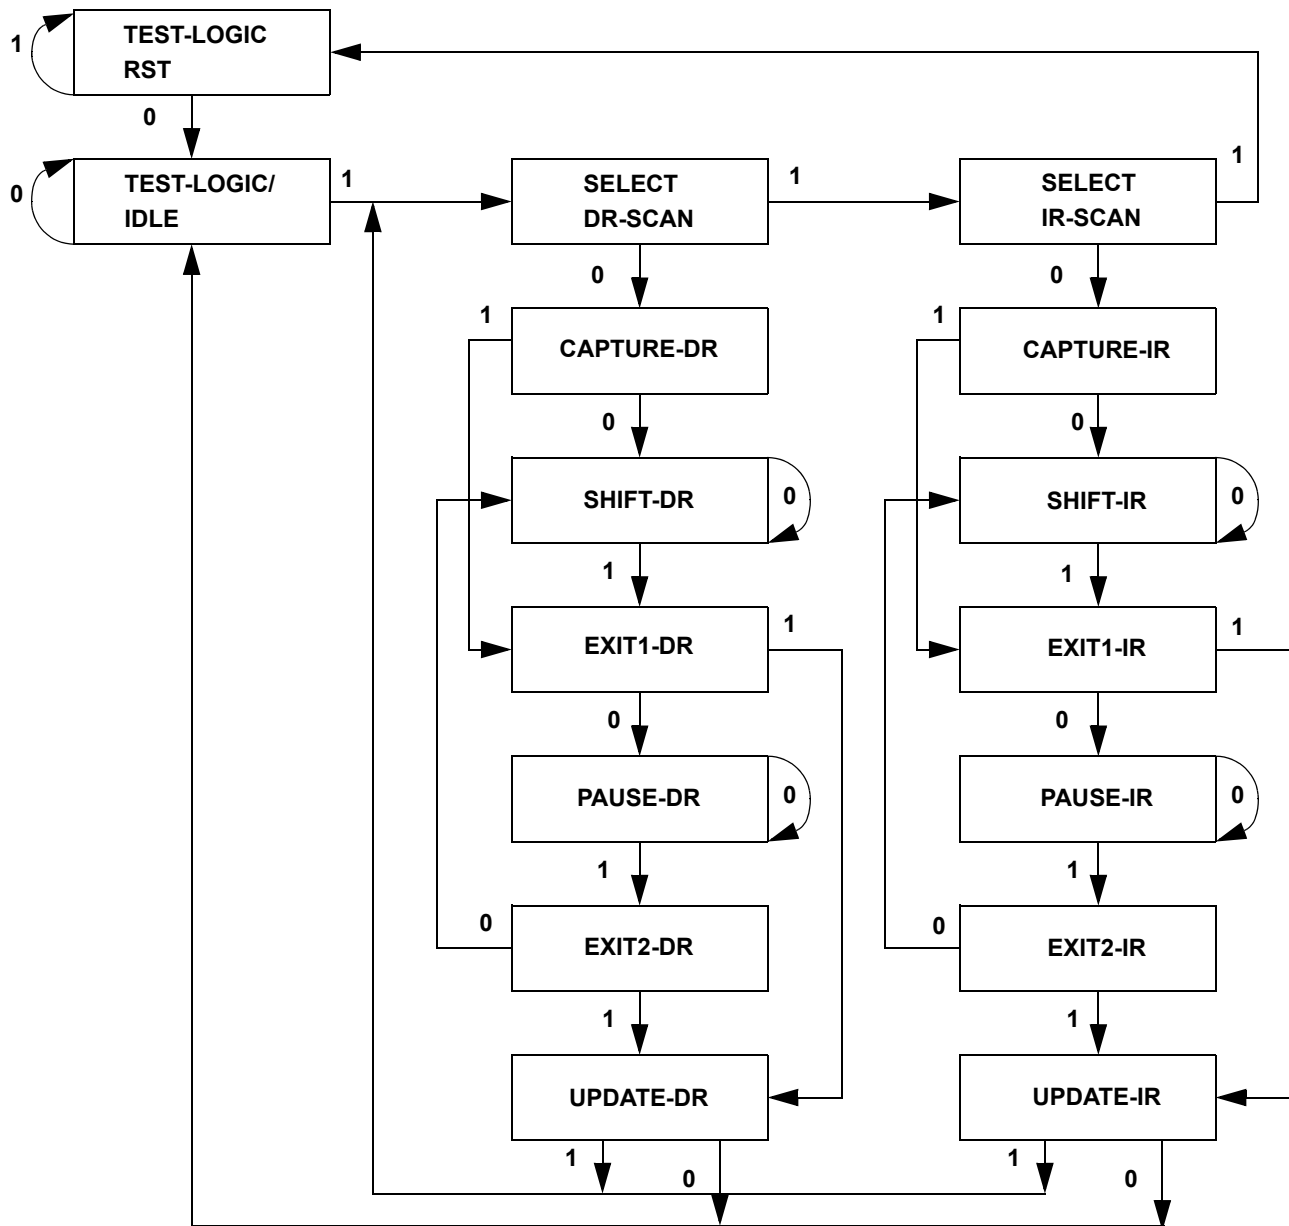 TEST-LOGIC
RST
1
0
TEST-LOGIC/
IDLE
0
1
SELECT
DR-SCAN
1
SELECT
IR-SCAN
1
0
0
1
CAPTURE-DR
1
CAPTURE-IR
0
0
SHIFT-DR
0
SHIFT-IR
0
1
1
EXIT1-DR
1
EXIT1-IR
1
0
0
PAUSE-DR
0
PAUSE-IR
0
1
1
0
EXIT2-DR
0
EXIT2-IR
1
1
UPDATE-DR
UPDATE-IR
1
0
1
0